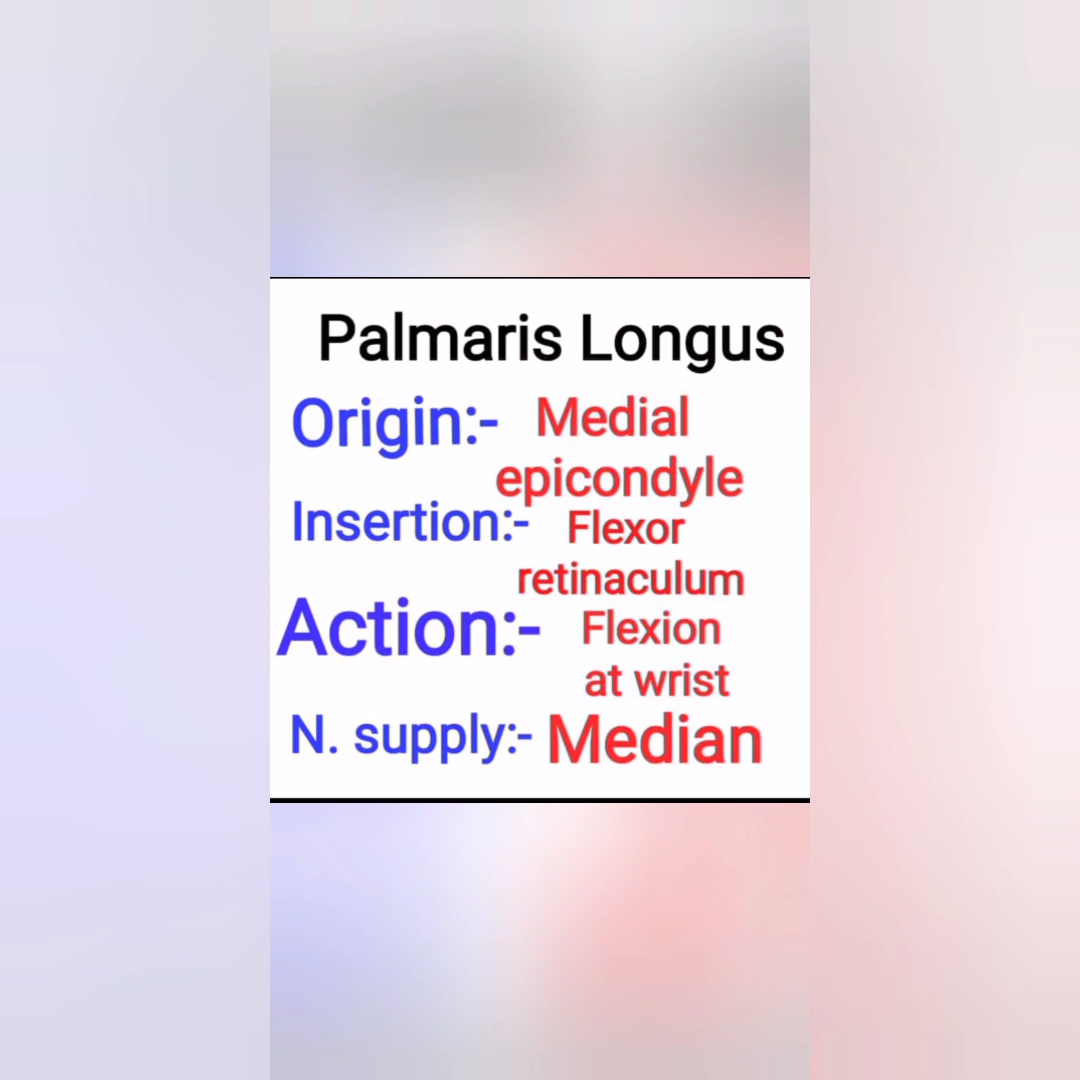 Palmaris Longus
Origin:- Medial
epicondyle
Insertion:- Flexor
retinaculum
Action:- Flexion
at wrist
N. supply:- Median